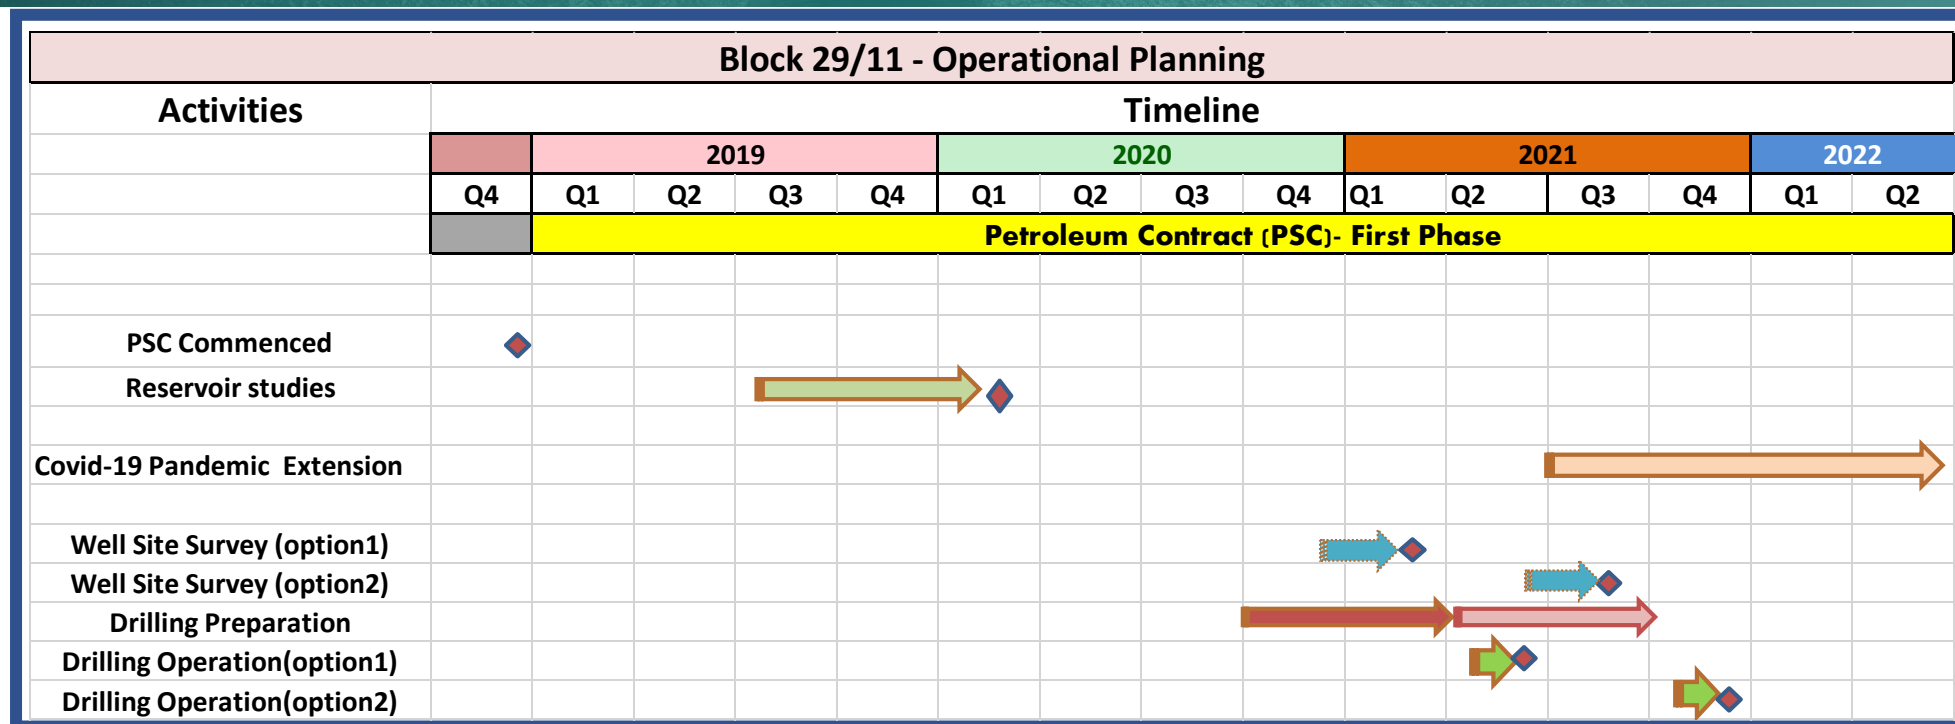 Block 29/11 - Operational Planning
Activities Timeline
2019 2020 2021 2022
Q4 Q1 Q2 Q3 Q4 Q1 Q2 Q3 Q4 Q1 Q2 Q3 Q4 Q1 Q2
Petroleum Contract (PSC)- First Phase
PSC Commenced
Reservoir studies
Covid-19 Pandemic Extension
Well Site Survey (option1)
Well Site Survey (option2)
Drilling Preparation
Drilling Operation(option1)
Drilling Operation(option2)